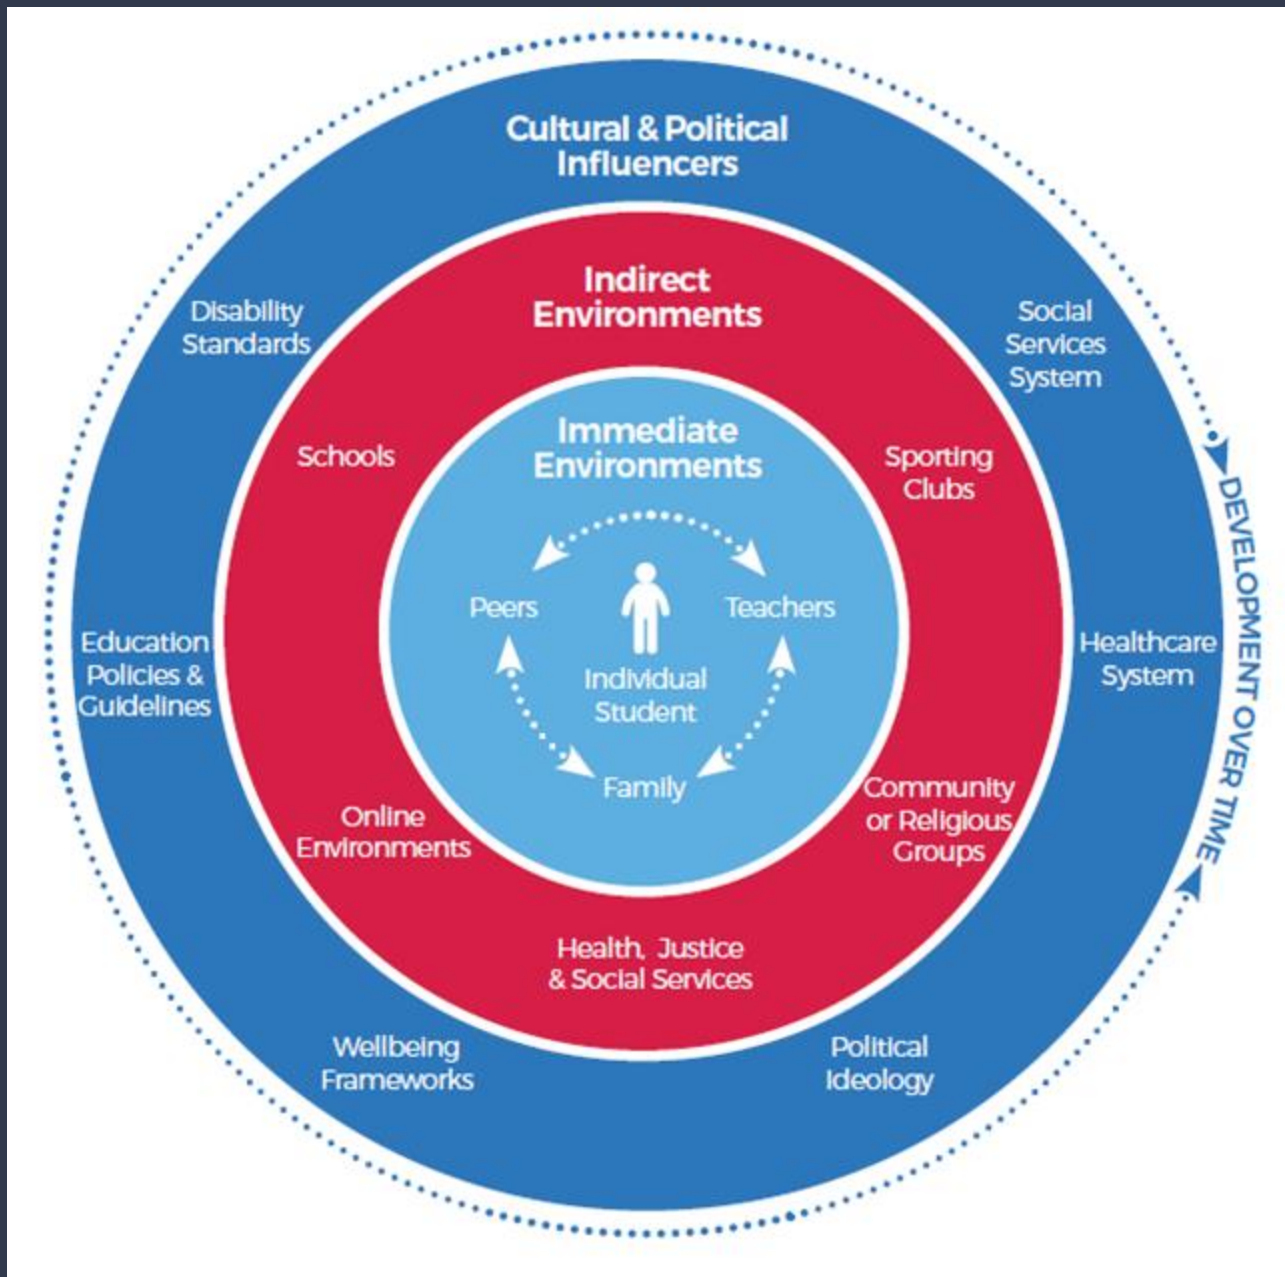 Cultural & Political
Influencers
Indirect
Environments
Disability
Standards
Social
Services
System
Immediate
Environments
Schools
Sporting
Clubs
Peers
Teachers
Individual
Student
Family
Education
Policies &
Guidelines
Healthcare
System
DEVELOPMENT OVER TIME
Online
Environments
Community
or Religious
Groups
Health, Justice
& Social Services
Wellbeing
Frameworks
Political
Ideology